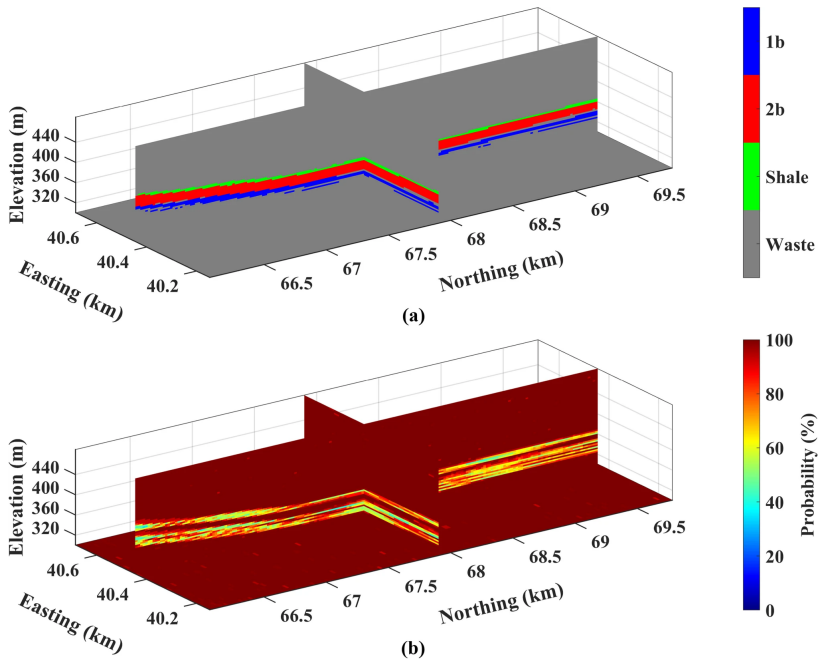 Elevation (m)
440
400
360
320
40.6
40.4
40.2
Easting (km)
66.5
67
67.5
68
68.5
69
69.5
Northing (km)
1b
2b
Shale
Waste
(a)
Elevation (m)
440
400
360
320
40.6
40.4
40.2
Easting (km)
66.5
67
67.5
68
68.5
69
69.5
Northing (km)
100
80
60
40
20
0
Probability (%)
(b)